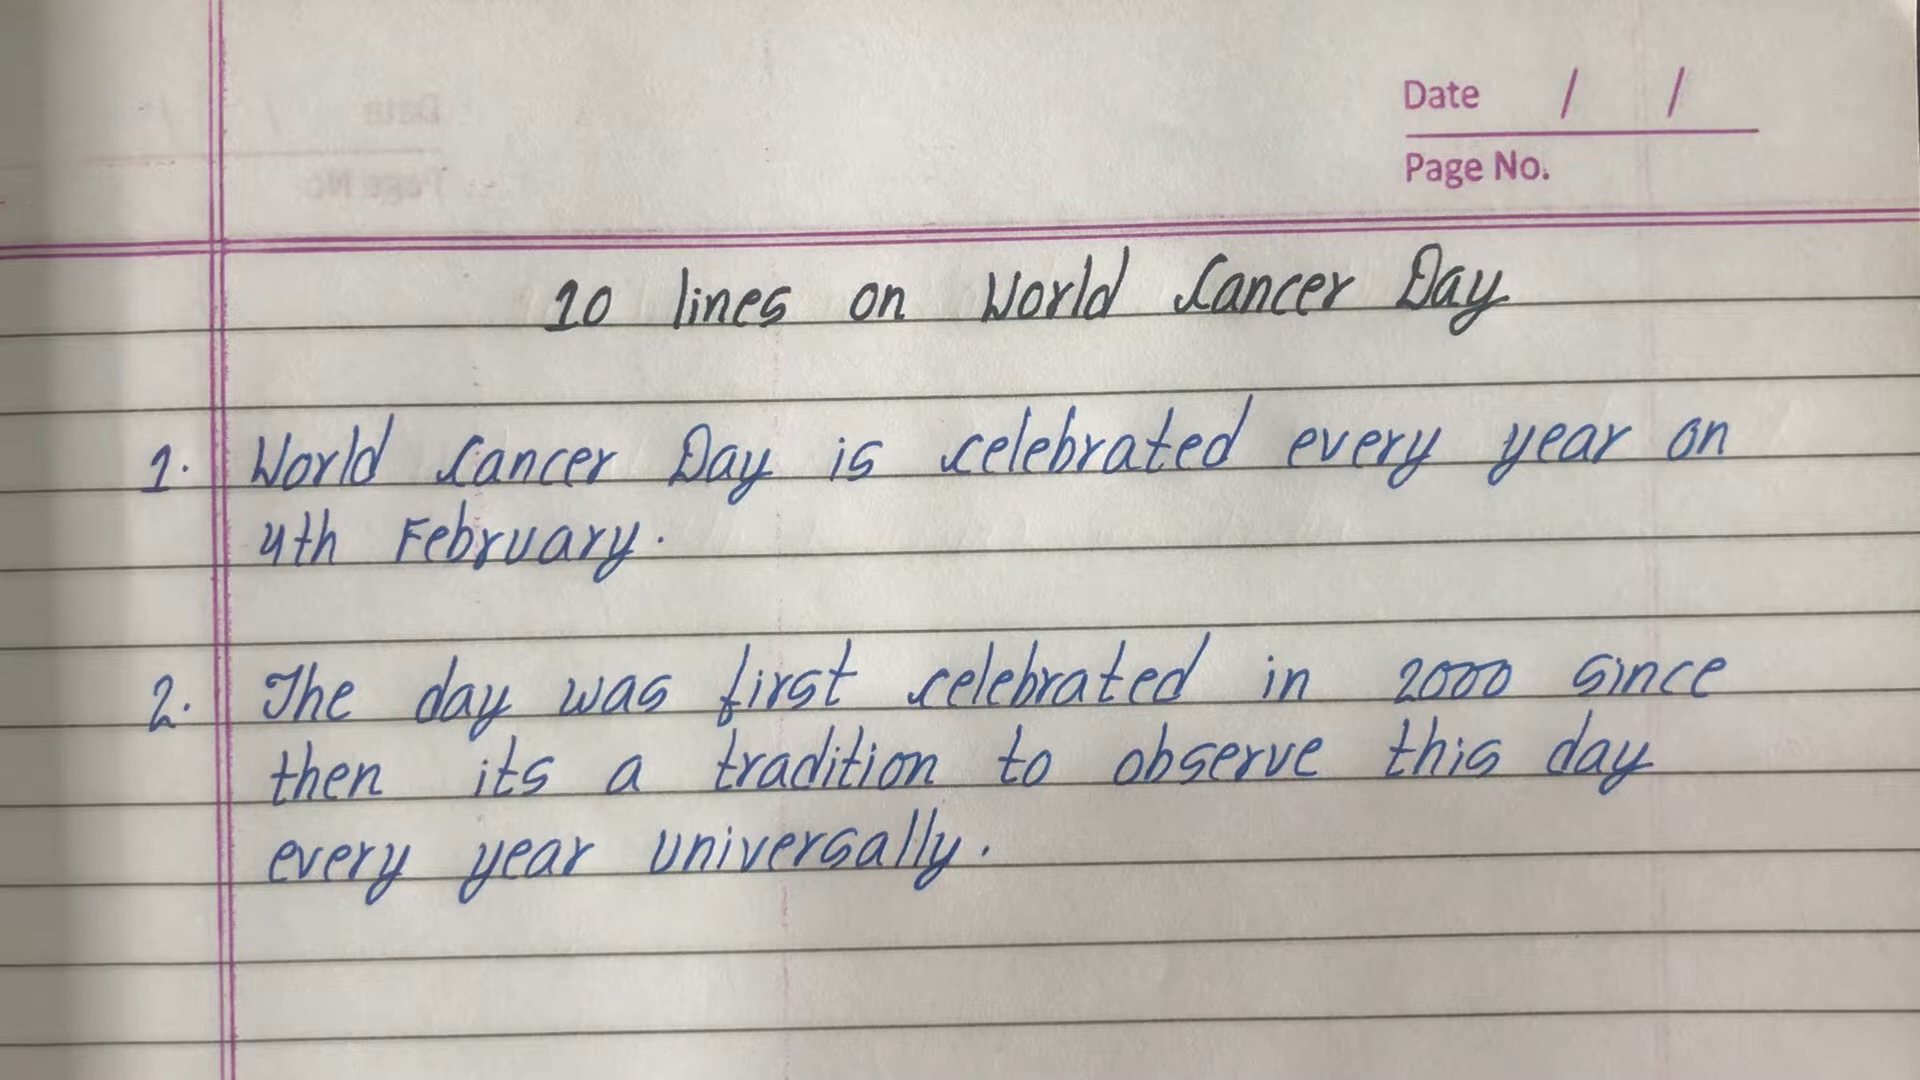 Date / /
Page No.
10 lines on World Cancer Day
1. World Cancer Day is celebrated every year on
4th February.
2. The day was first celebrated in 2000 since
then its a tradition to observe this day
every year universally.